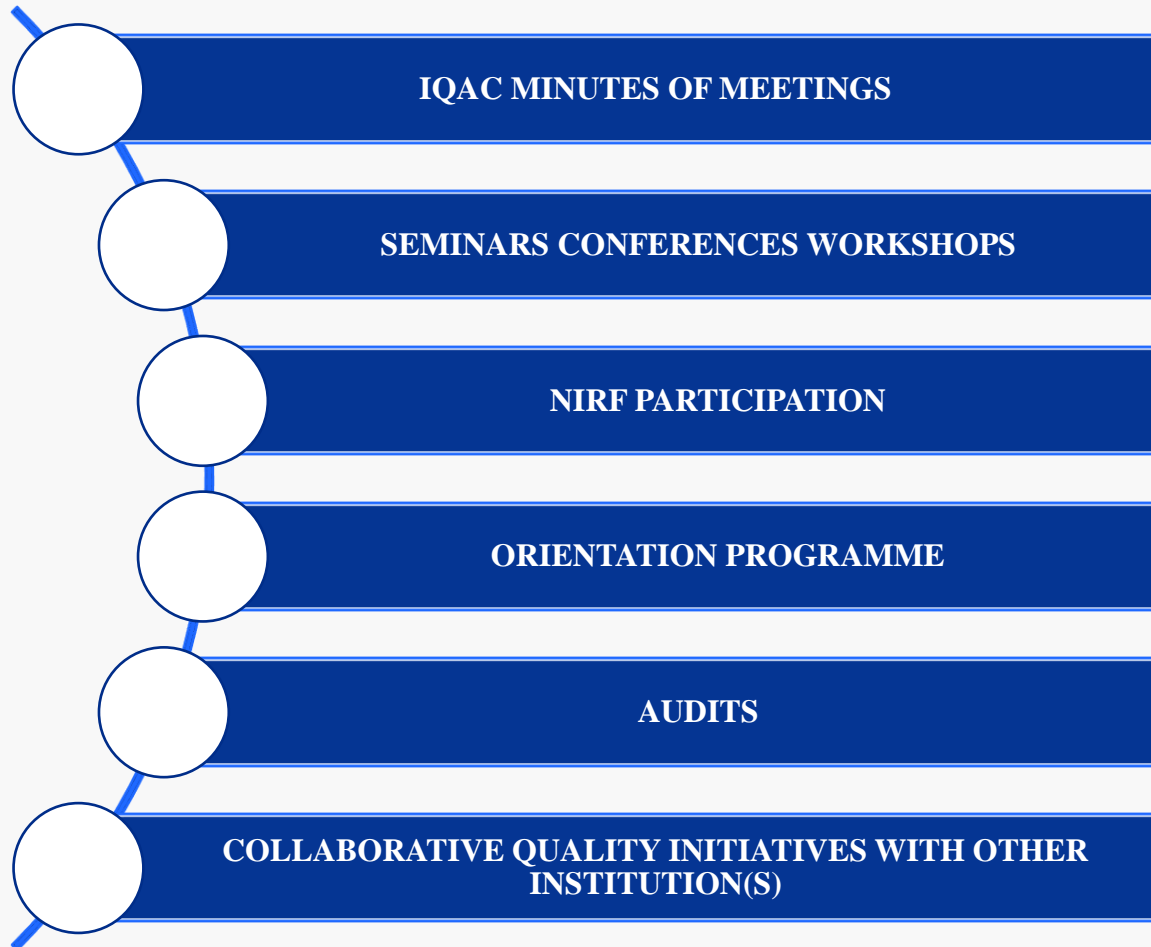 IQAC MINUTES OF MEETINGS
SEMINARS CONFERENCES WORKSHOPS
NIRF PARTICIPATION
ORIENTATION PROGRAMME
AUDITS
COLLABORATIVE QUALITY INITIATIVES WITH OTHER
INSTITUTION(S)